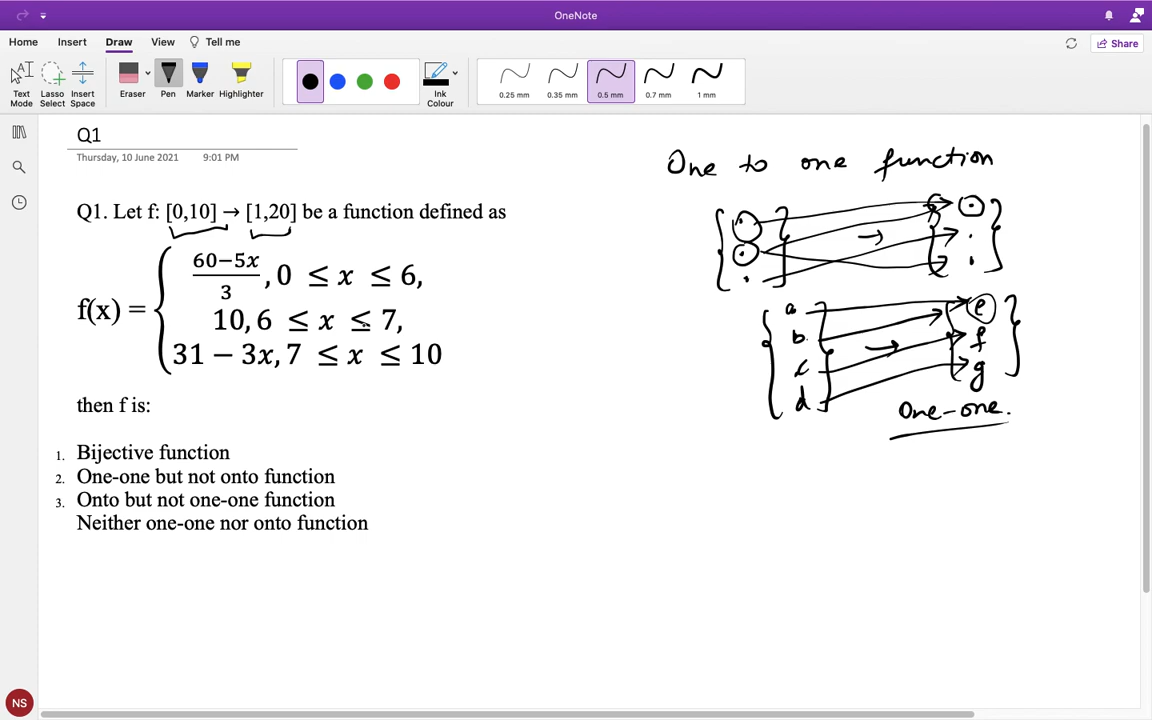 OneNote
Home Insert Draw View Tell me
Share
Text Mode
Lasso Select
Insert Space
Eraser
Pen
Marker
Highlighter
Ink Colour
0.25 mm
0.35 mm
0.5 mm
0.7 mm
1 mm
Q1
Thursday, 10 June 2021 9:01 PM
Q1. Let f: [0,10] → [1,20] be a function defined as
f(x) = {
60−5x / 3 , 0 ≤ x ≤ 6,
10, 6 ≤ x ≤ 7,
31 − 3x, 7 ≤ x ≤ 10
then f is:
1. Bijective function
2. One-one but not onto function
3. Onto but not one-one function
Neither one-one nor onto function
One to one function
a
b
c
d
e
f
g
One-one.
NS